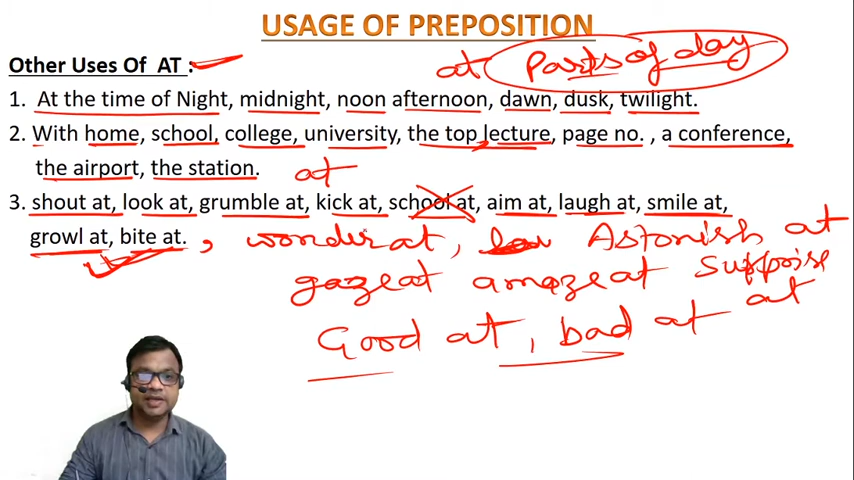 USAGE OF PREPOSITION
Other Uses Of AT :
at Parts of day
1. At the time of Night, midnight, noon afternoon, dawn, dusk, twilight.
2. With home, school, college, university, the top lecture, page no. , a conference,
the airport, the station. at
3. shout at, look at, grumble at, kick at, school at, aim at, laugh at, smile at,
growl at, bite at. , wonder at, Astonish at
gaze at amaze at Suppoise at
Good at, bad at